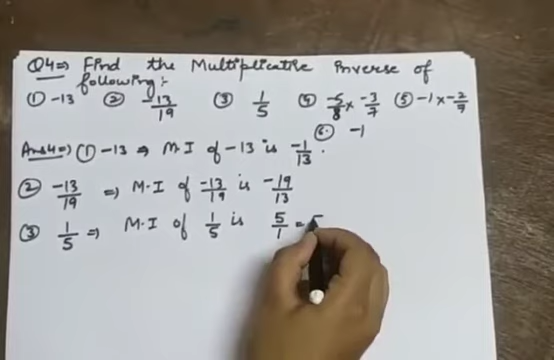 Q4⇒ Find the Multiplicative Inverse of
following:-
① -13 ② -13/19 ③ 1/5 ④ -5/8 × -3/7 ⑤ -1 × -2/9
⑥. -1
Ans4⇒) ① -13 ⇒ M.I of -13 is -1/13.
② -13/19 ⇒ M.I of -13/19 is -19/13
③ 1/5 ⇒ M.I of 1/5 is 5/1 = 5